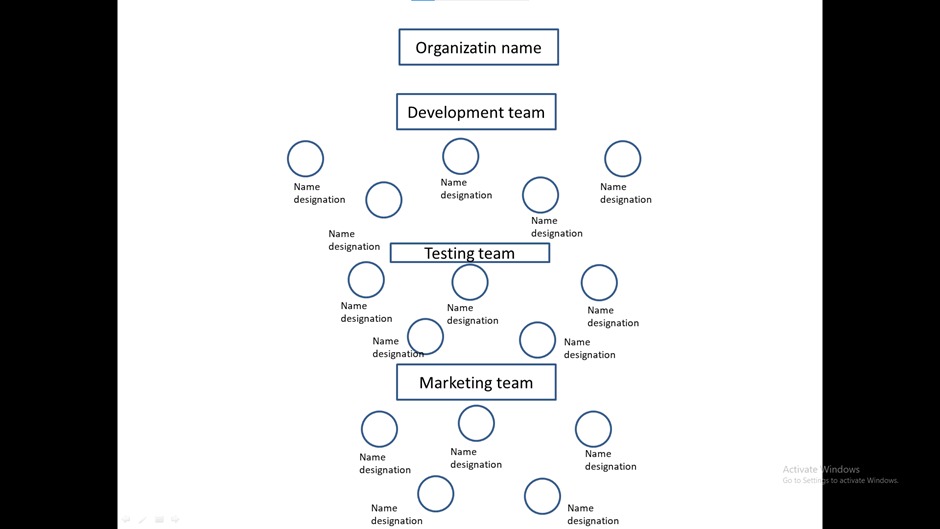 Organizatin name
Development team
Name
designation
Name
designation
Name
designation
Name
designation
Name
designation
Testing team
Name
designation
Name
designation
Name
designation
Name
designation
Name
designation
Marketing team
Name
designation
Name
designation
Name
designation
Name
designation
Name
designation
Activate Windows
Go to Settings to activate Windows.